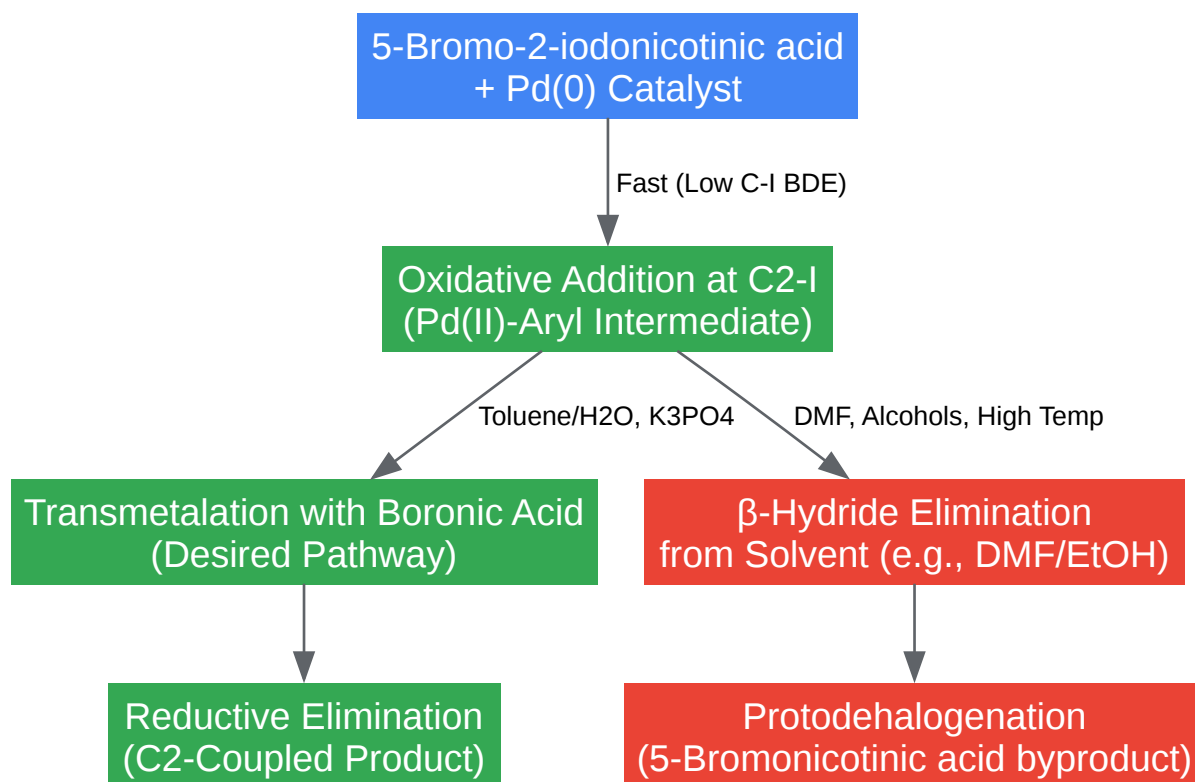 5-Bromo-2-iodonicotinic acid
+ Pd(0) Catalyst
Fast (Low C-I BDE)
Oxidative Addition at C2-I
(Pd(II)-Aryl Intermediate)
Toluene/H2O, K3PO4
DMF, Alcohols, High Temp
Transmetalation with Boronic Acid
(Desired Pathway)
β-Hydride Elimination
from Solvent (e.g., DMF/EtOH)
Reductive Elimination
(C2-Coupled Product)
Protodehalogenation
(5-Bromonicotinic acid byproduct)